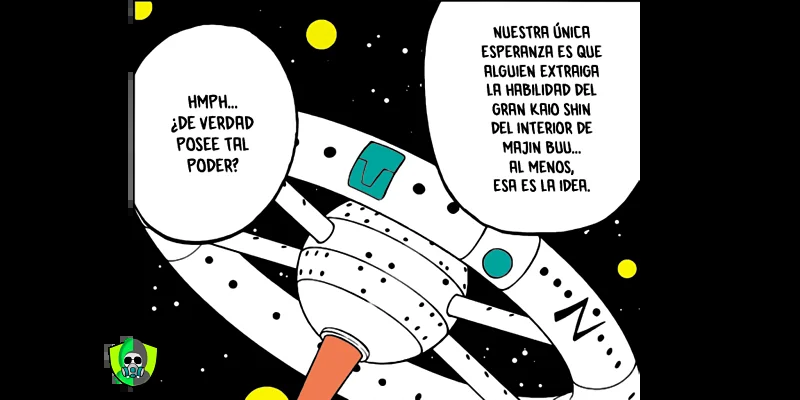 HMPH...
¿DE VERDAD
POSEE TAL
PODER?
NUESTRA ÚNICA
ESPERANZA ES QUE
ALGUIEN EXTRAIGA
LA HABILIDAD DEL
GRAN KAIO SHIN
DEL INTERIOR DE
MAJIN BUU...
AL MENOS,
ESA ES LA IDEA.
N